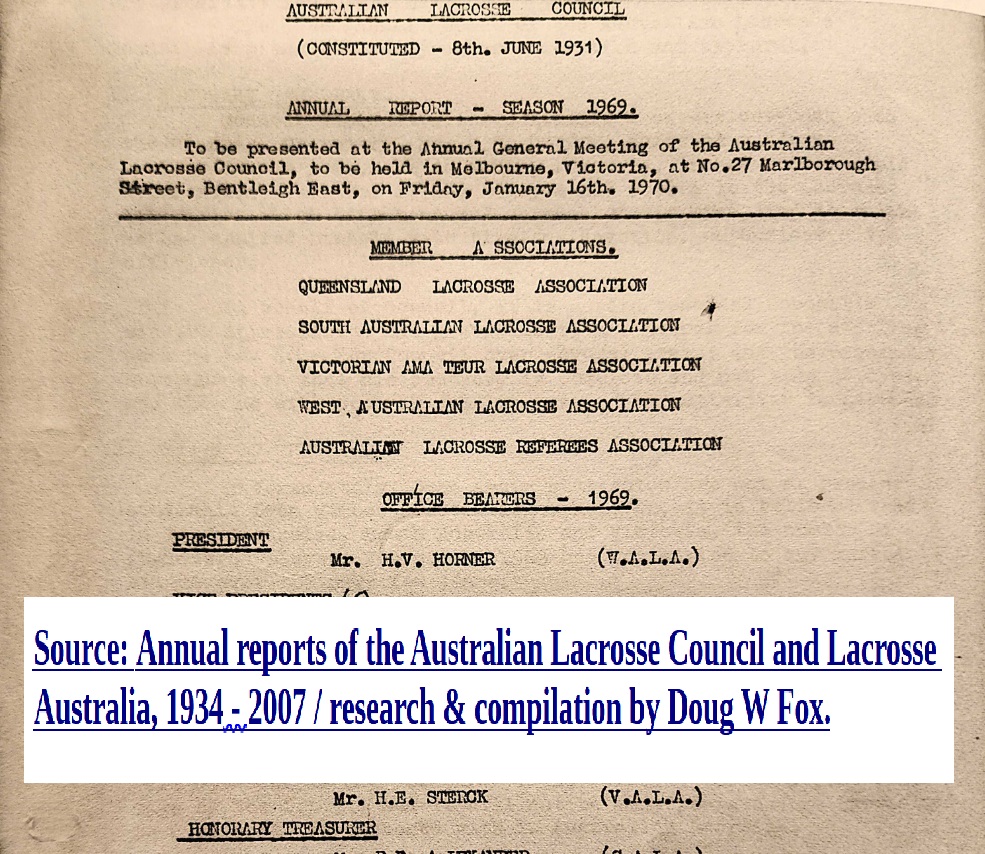 AUSTRALIAN LACROSSE COUNCIL
(CONSTITUTED - 8th. JUNE 1931)
ANNUAL REPORT - SEASON 1969.
To be presented at the Annual General Meeting of the Australian
Lacrosse Council, to be held in Melbourne, Victoria, at No.27 Marlborough
Street, Bentleigh East, on Friday, January 16th. 1970.
MEMBER A SSOCIATIONS.
QUEENSLAND LACROSSE ASSOCIATION
SOUTH AUSTRALIAN LACROSSE ASSOCIATION
VICTORIAN AMA TEUR LACROSSE ASSOCIATION
WEST, AUSTRALIAN LACROSSE ASSOCIATION
AUSTRALIAN LACROSSE REFEREES ASSOCIATION
OFFICE BEARERS - 1969.
PRESIDENT
Mr. H.V. HORNER (W.A.L.A.)
VICE PRESIDENTS
Source: Annual reports of the Australian Lacrosse Council and Lacrosse
Australia, 1934 - 2007 / research & compilation by Doug W Fox.
Mr. H.E. STERCK (V.A.L.A.)
HONORARY TREASURER